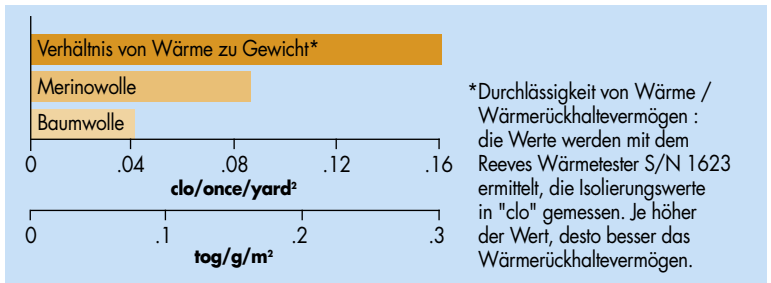 Verhältnis von Wärme zu Gewicht*
Merinowolle
Baumwolle
0 .04 .08 .12 .16
clo/once/yard²
0 .1 .2 .3
tog/g/m²
*Durchlässigkeit von Wärme /
Wärmerückhaltevermögen :
die Werte werden mit dem
Reeves Wärmetester S/N 1623
ermittelt, die Isolierungswerte
in "clo" gemessen. Je höher
der Wert, desto besser das
Wärmerückhaltevermögen.